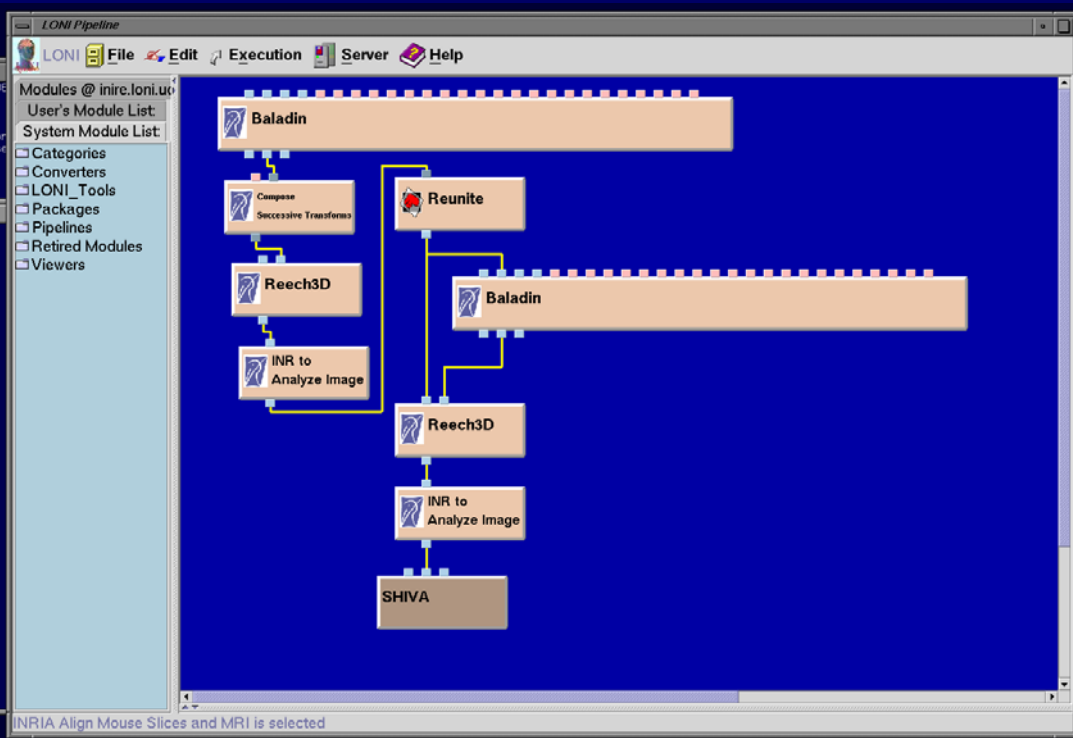 LONI Pipeline
LONI File Edit Execution Server Help
Modules @ inire.loni.uc
User's Module List:
System Module List:
Categories
Converters
LONI_Tools
Packages
Pipelines
Retired Modules
Viewers
Baladin
Compose
Successive Transforms
Reech3D
INR to
Analyze Image
Reunite
Baladin
Reech3D
INR to
Analyze Image
SHIVA
INRIA Align Mouse Slices and MRI is selected